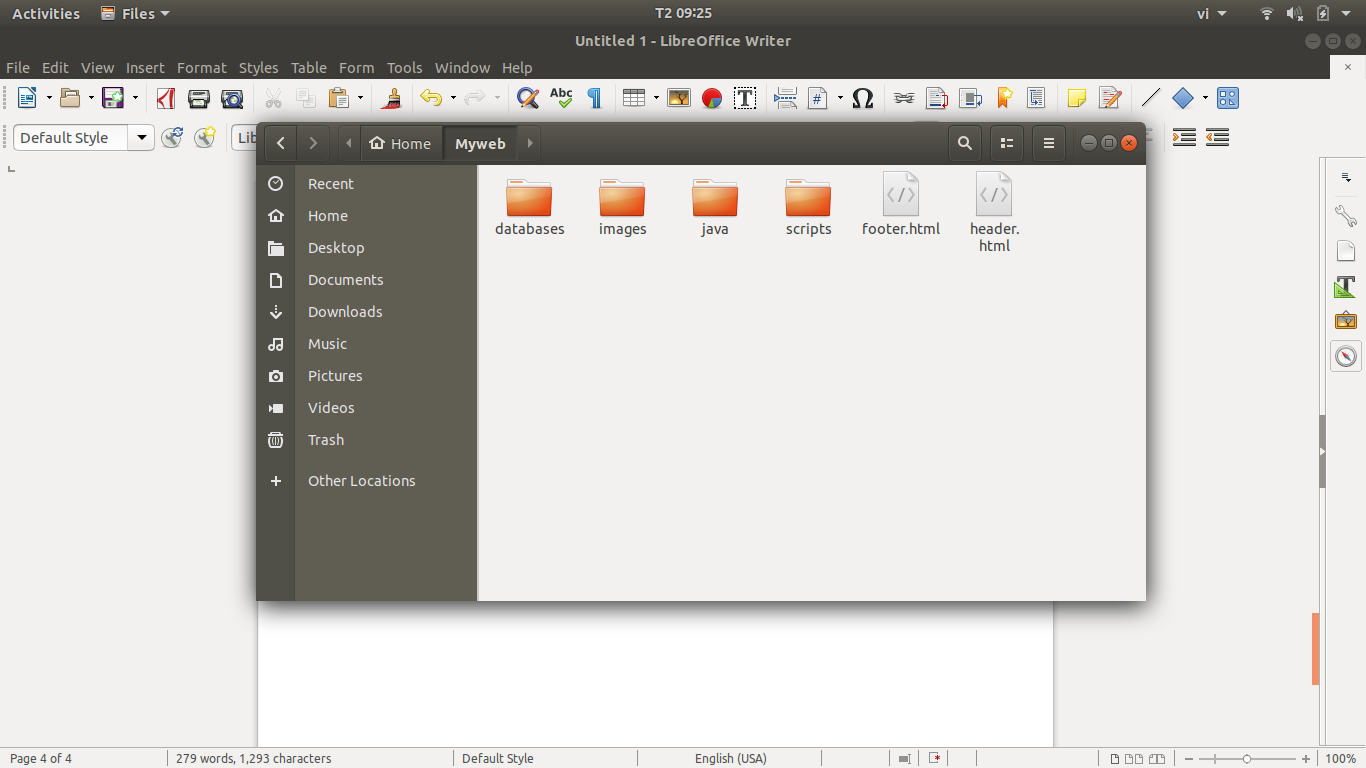 Activities Files T2 09:25 vi
Untitled 1 - LibreOffice Writer
File Edit View Insert Format Styles Table Form Tools Window Help
Abc
Default Style Lib
Home Myweb
Recent
Home
Desktop
Documents
Downloads
Music
Pictures
Videos
Trash
Other Locations
databases images java scripts footer.html header.
html
Page 4 of 4 279 words, 1,293 characters Default Style English (USA) 100%